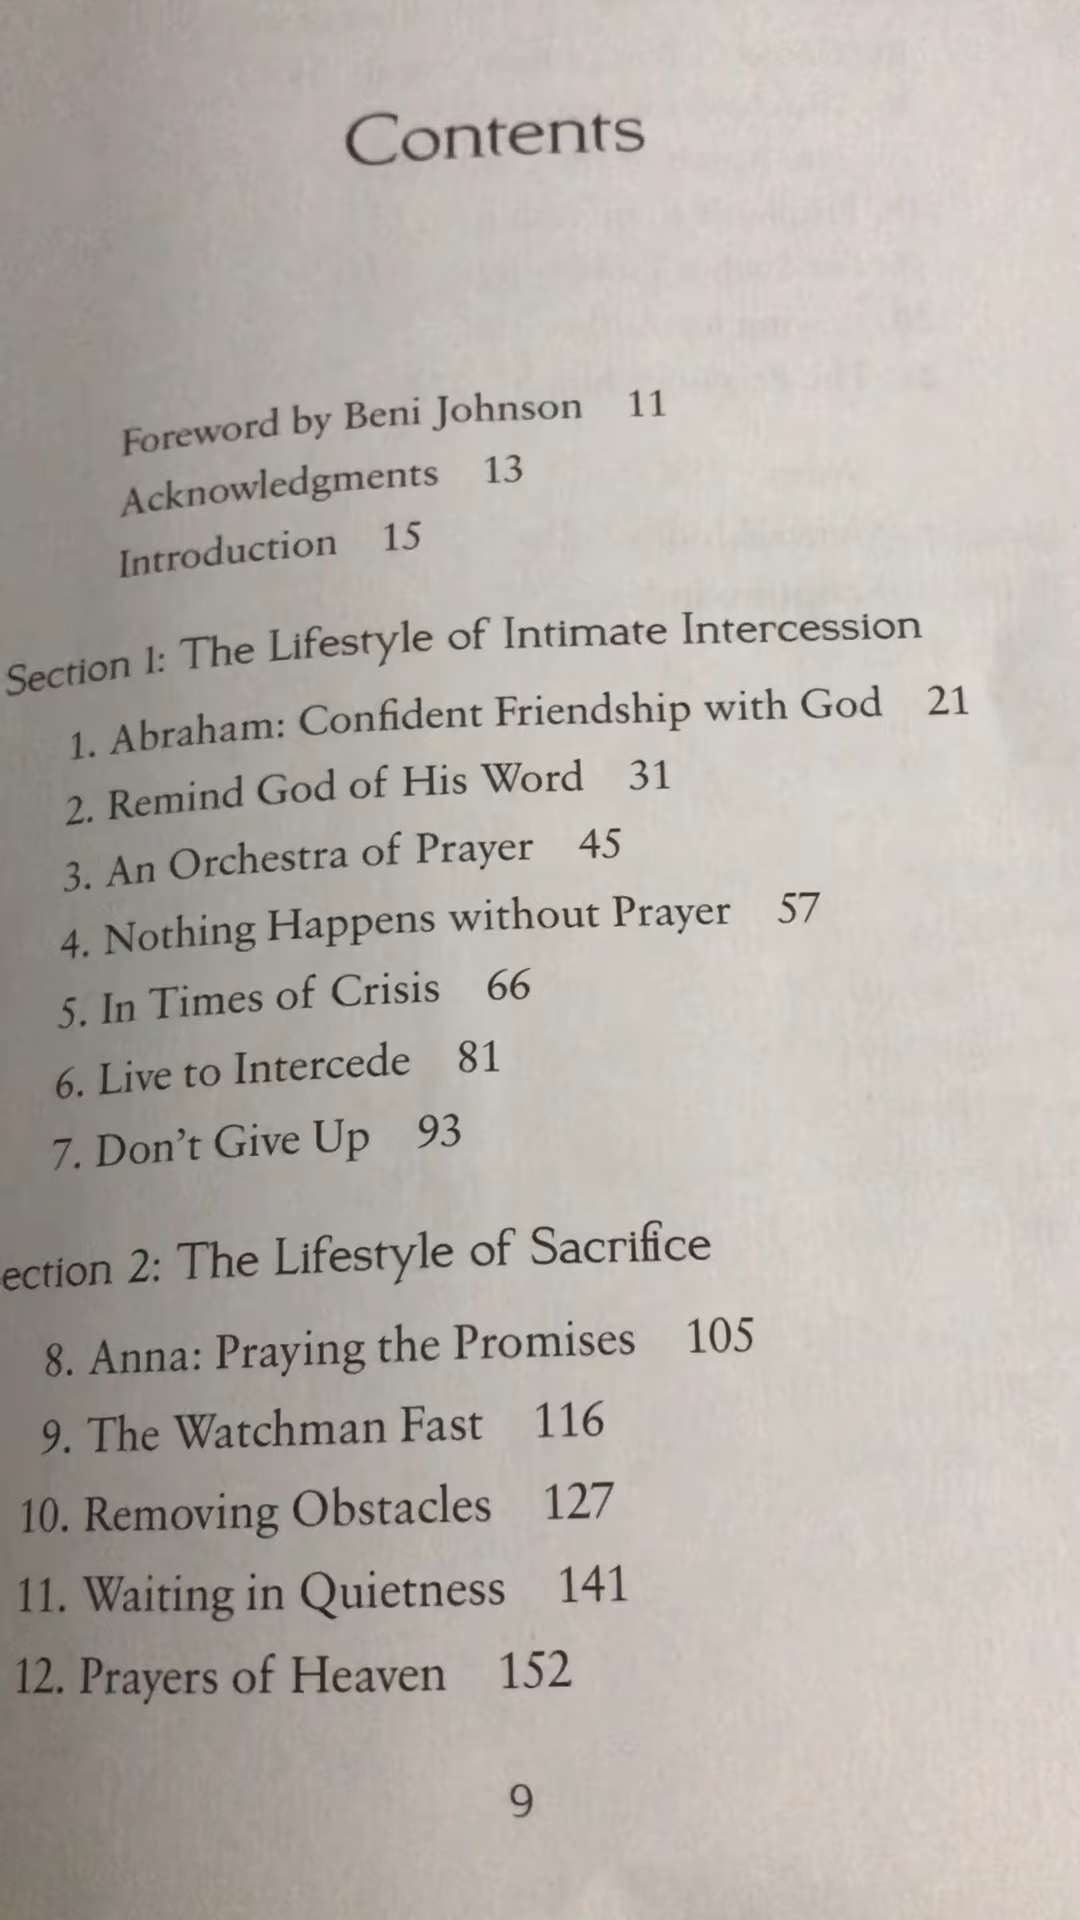 Contents
Foreword by Beni Johnson 11
Acknowledgments 13
Introduction 15
Section 1: The Lifestyle of Intimate Intercession
1. Abraham: Confident Friendship with God 21
2. Remind God of His Word 31
3. An Orchestra of Prayer 45
4. Nothing Happens without Prayer 57
5. In Times of Crisis 66
6. Live to Intercede 81
7. Don't Give Up 93
ection 2: The Lifestyle of Sacrifice
8. Anna: Praying the Promises 105
9. The Watchman Fast 116
10. Removing Obstacles 127
11. Waiting in Quietness 141
12. Prayers of Heaven 152
9